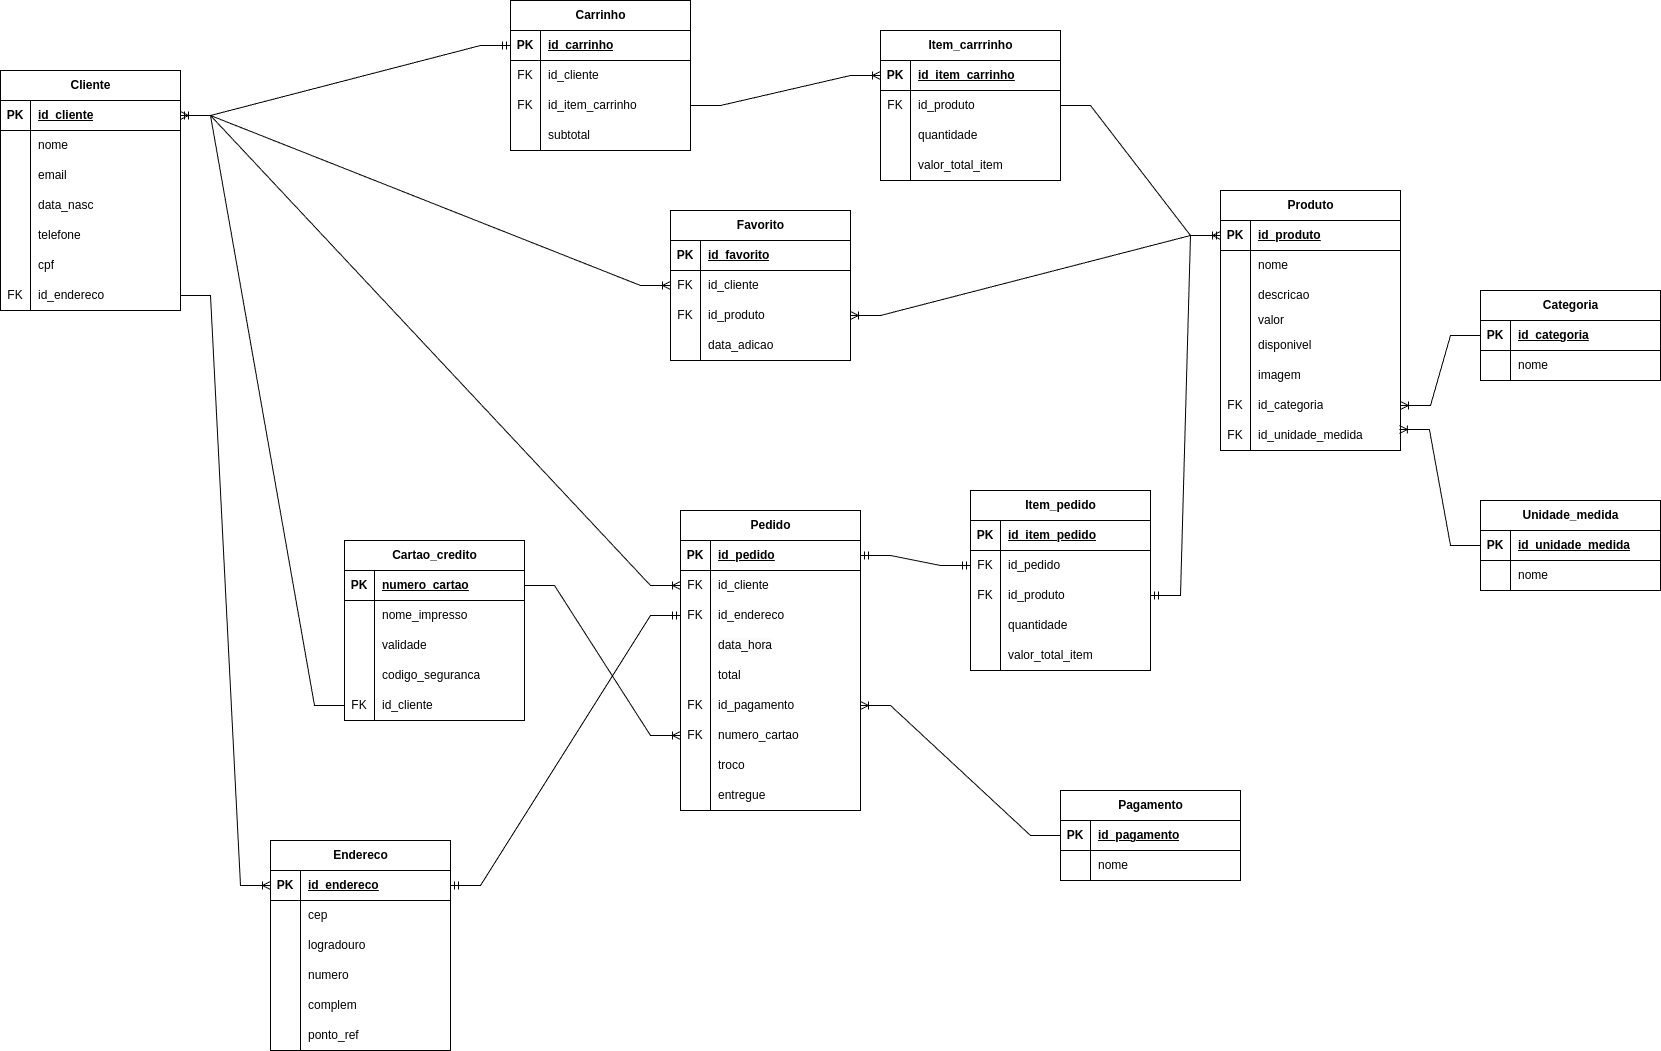 Carrinho
PK id_carrinho
FK id_cliente
FK id_item_carrinho
subtotal
Item_carrrinho
PK id_item_carrinho
FK id_produto
quantidade
valor_total_item
Cliente
PK id_cliente
nome
email
data_nasc
telefone
cpf
FK id_endereco
Favorito
PK id_favorito
FK id_cliente
FK id_produto
data_adicao
Produto
PK id_produto
nome
descricao
valor
disponivel
imagem
FK id_categoria
FK id_unidade_medida
Categoria
PK id_categoria
nome
Unidade_medida
PK id_unidade_medida
nome
Item_pedido
PK id_item_pedido
FK id_pedido
FK id_produto
quantidade
valor_total_item
Pedido
PK id_pedido
FK id_cliente
FK id_endereco
data_hora
total
FK id_pagamento
FK numero_cartao
troco
entregue
Cartao_credito
PK numero_cartao
nome_impresso
validade
codigo_seguranca
FK id_cliente
Pagamento
PK id_pagamento
nome
Endereco
PK id_endereco
cep
logradouro
numero
complem
ponto_ref